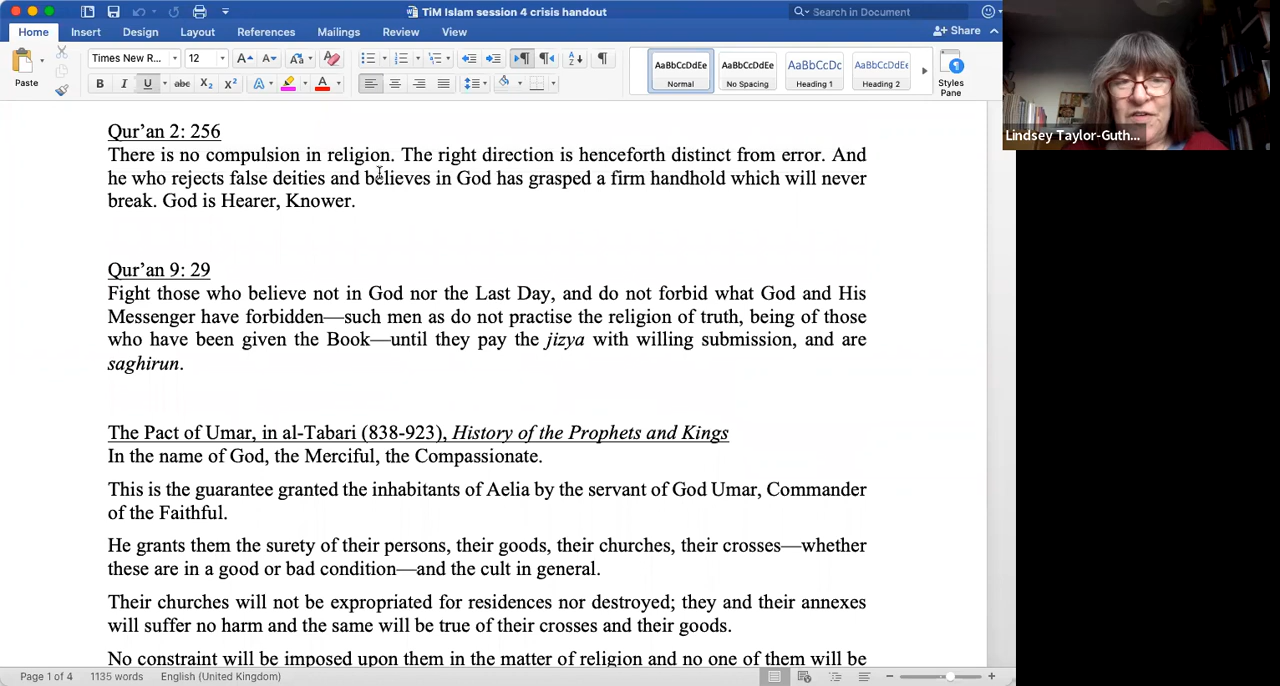 TiM Islam session 4 crisis handout
Search in Document
Home Insert Design Layout References Mailings Review View
Share
Paste
Times New R... 12
AaBbCcDdEe AaBbCcDdEe AaBbCcDc AaBbCcDdEe
Normal No Spacing Heading 1 Heading 2
Styles
Pane
Lindsey Taylor-Guth...
Qur’an 2: 256
There is no compulsion in religion. The right direction is henceforth distinct from error. And
he who rejects false deities and believes in God has grasped a firm handhold which will never
break. God is Hearer, Knower.
Qur’an 9: 29
Fight those who believe not in God nor the Last Day, and do not forbid what God and His
Messenger have forbidden—such men as do not practise the religion of truth, being of those
who have been given the Book—until they pay the jizya with willing submission, and are
saghirun.
The Pact of Umar, in al-Tabari (838-923), History of the Prophets and Kings
In the name of God, the Merciful, the Compassionate.
This is the guarantee granted the inhabitants of Aelia by the servant of God Umar, Commander
of the Faithful.
He grants them the surety of their persons, their goods, their churches, their crosses—whether
these are in a good or bad condition—and the cult in general.
Their churches will not be expropriated for residences nor destroyed; they and their annexes
will suffer no harm and the same will be true of their crosses and their goods.
No constraint will be imposed upon them in the matter of religion and no one of them will be
Page 1 of 4 1135 words English (United Kingdom)